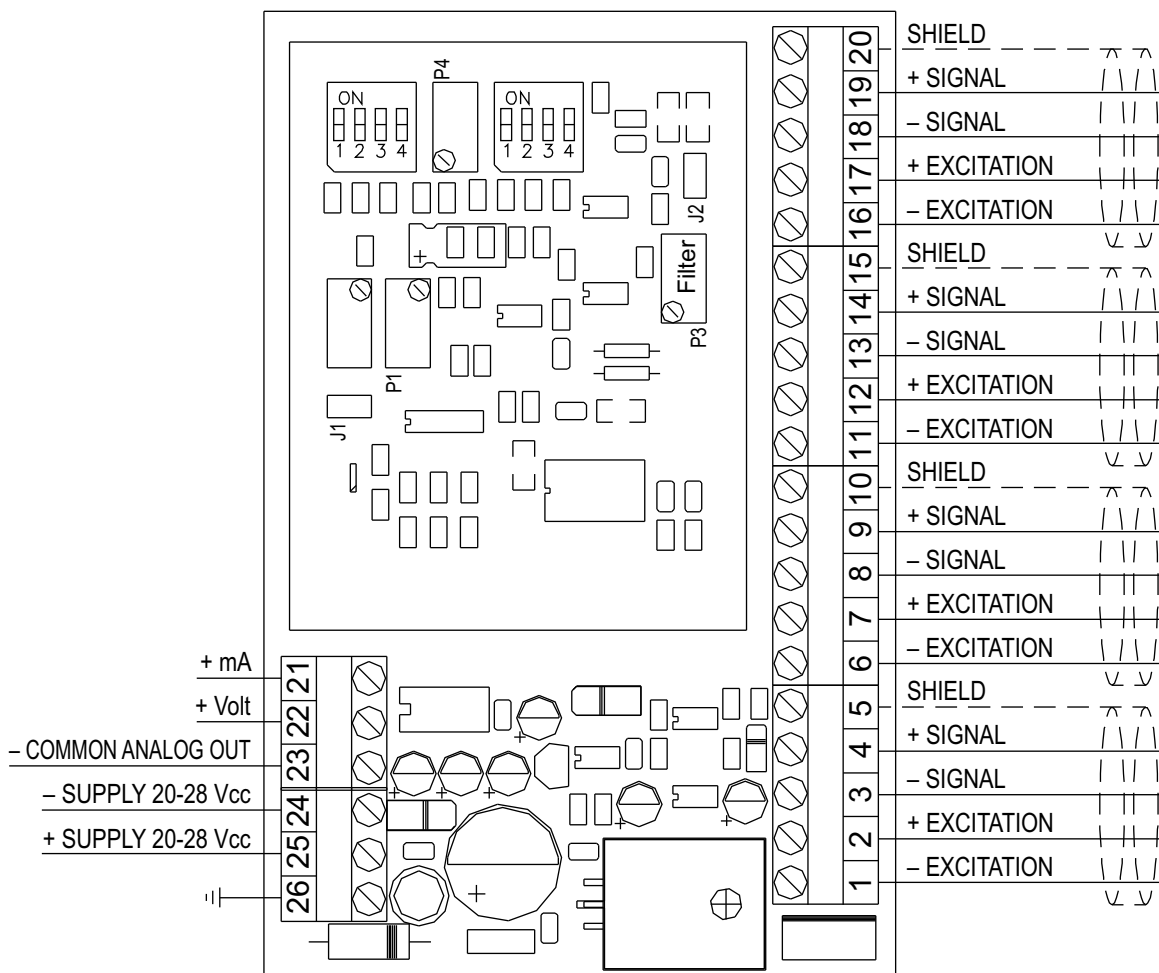 SHIELD
20
+ SIGNAL
19
– SIGNAL
18
+ EXCITATION
17
– EXCITATION
16
SHIELD
15
+ SIGNAL
14
– SIGNAL
13
+ EXCITATION
12
– EXCITATION
11
SHIELD
10
+ SIGNAL
9
– SIGNAL
8
+ EXCITATION
7
– EXCITATION
6
SHIELD
5
+ SIGNAL
4
– SIGNAL
3
+ EXCITATION
2
– EXCITATION
1
P4
ON
1 2 3 4
ON
1 2 3 4
J2
Filter
P3
P1
J1
+
+ mA
21
+ Volt
22
– COMMON ANALOG OUT
23
– SUPPLY 20-28 Vcc
24
+ SUPPLY 20-28 Vcc
25
26
+
+
+
+
+
+
+